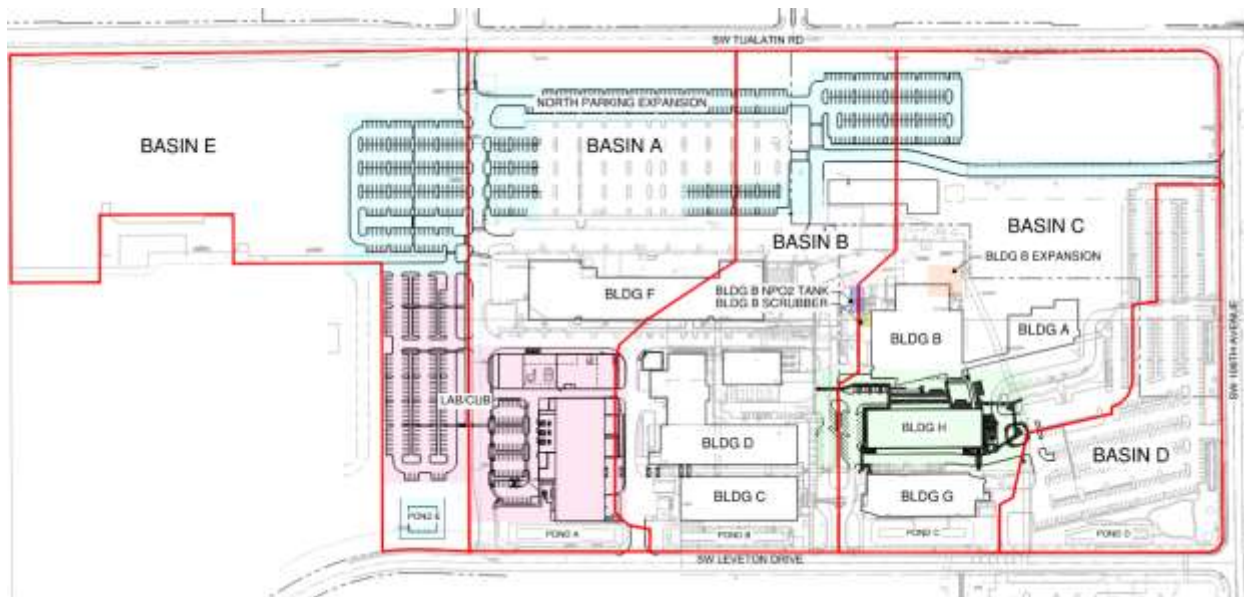 SW TUALATIN RD
NORTH PARKING EXPANSION
BASIN E
BASIN A
BASIN B
BASIN C
BLDG B EXPANSION
BLDG F
BLDG B NPO2 TANK
BLDG B SCRUBBER
BLDG B
BLDG A
SW 108TH AVENUE
LAB/CUB
BLDG H
BLDG D
BASIN D
BLDG C
BLDG G
POND E
POND A
POND B
POND C
POND D
SW LEVETON DRIVE